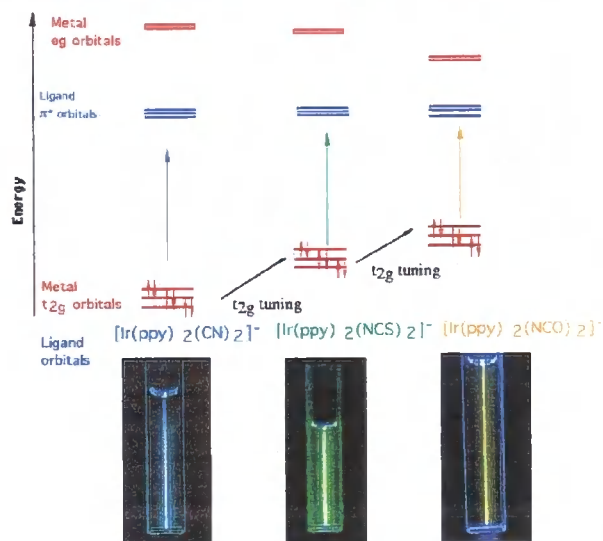 Metal
eg orbitals
Ligand
π* orbitals
Energy
Metal
t2g orbitals
t2g tuning
t2g tuning
Ligand
orbitals
[Ir(ppy) 2(CN) 2]-
[Ir(ppy) 2(NCS) 2]-
[Ir(ppy) 2(NCO) 2]-